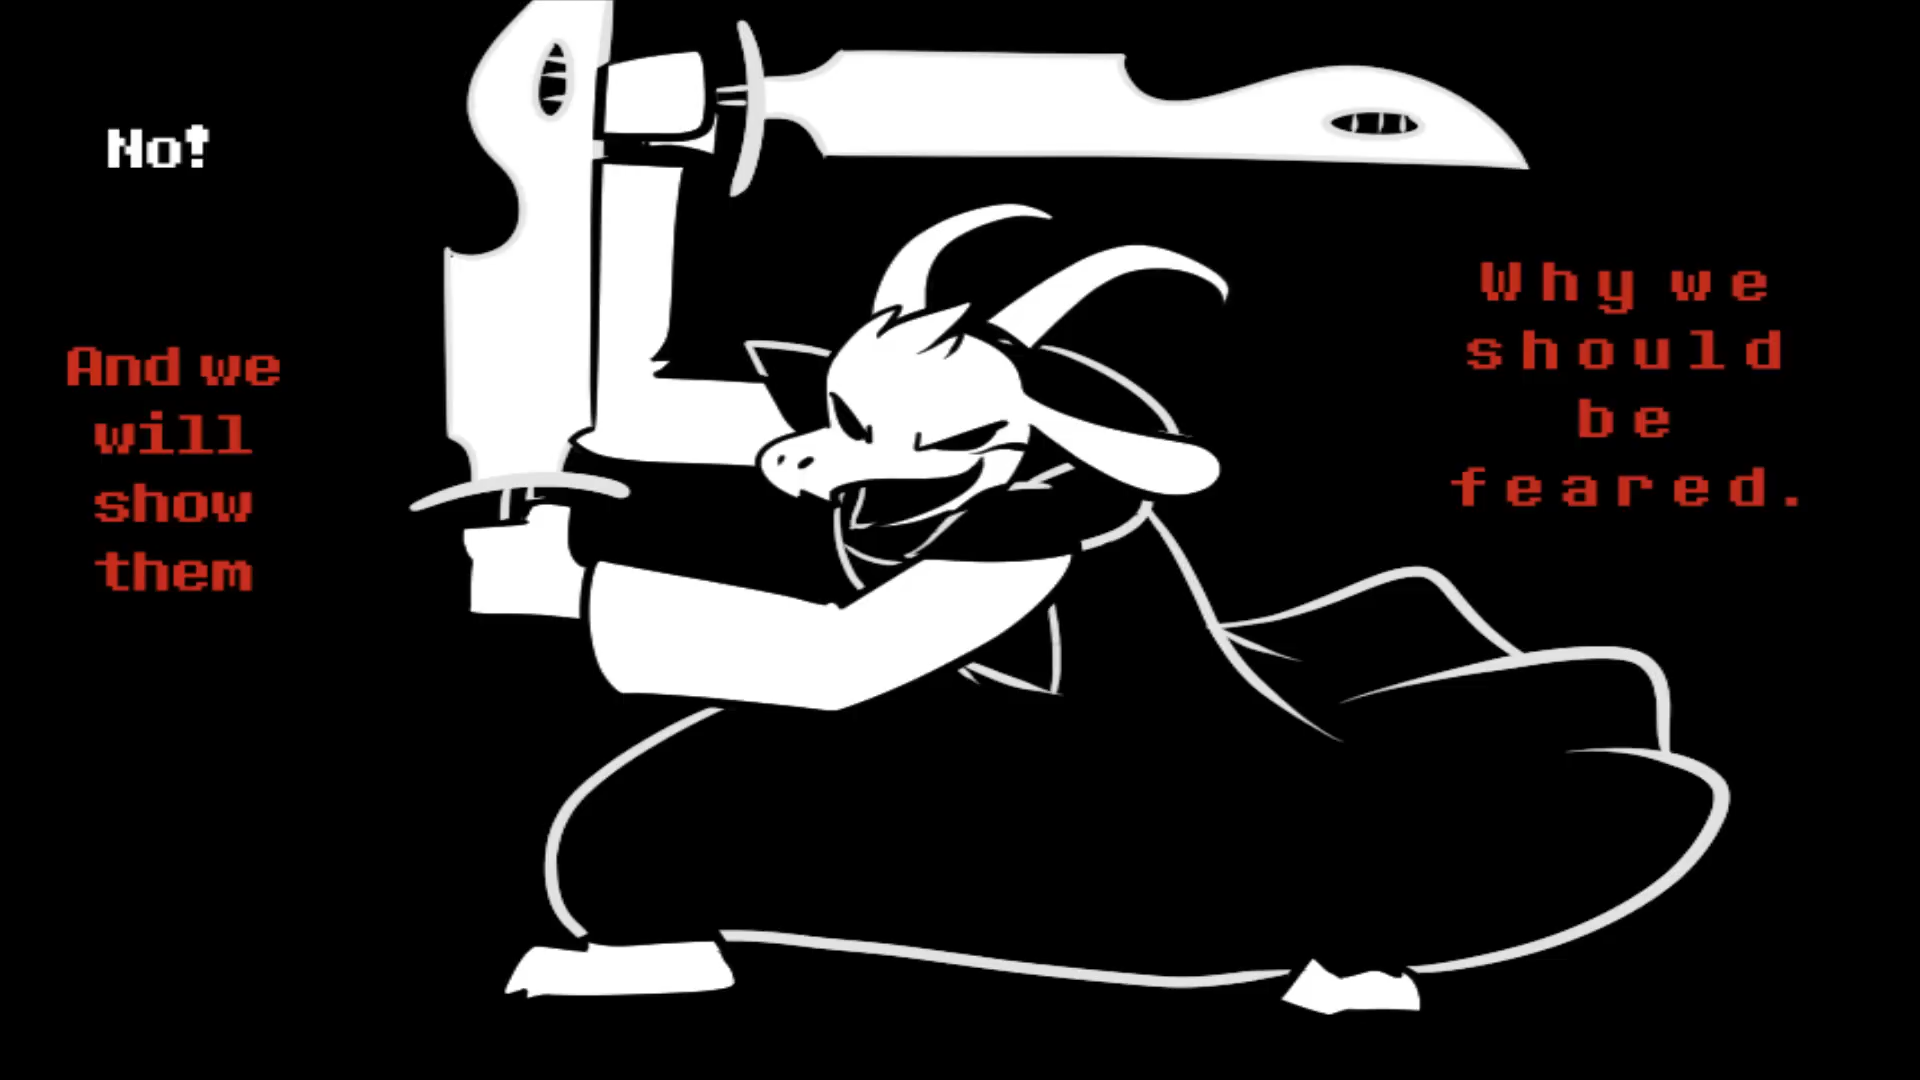 No!
And we
will
show
them
Why we
should
be
feared.